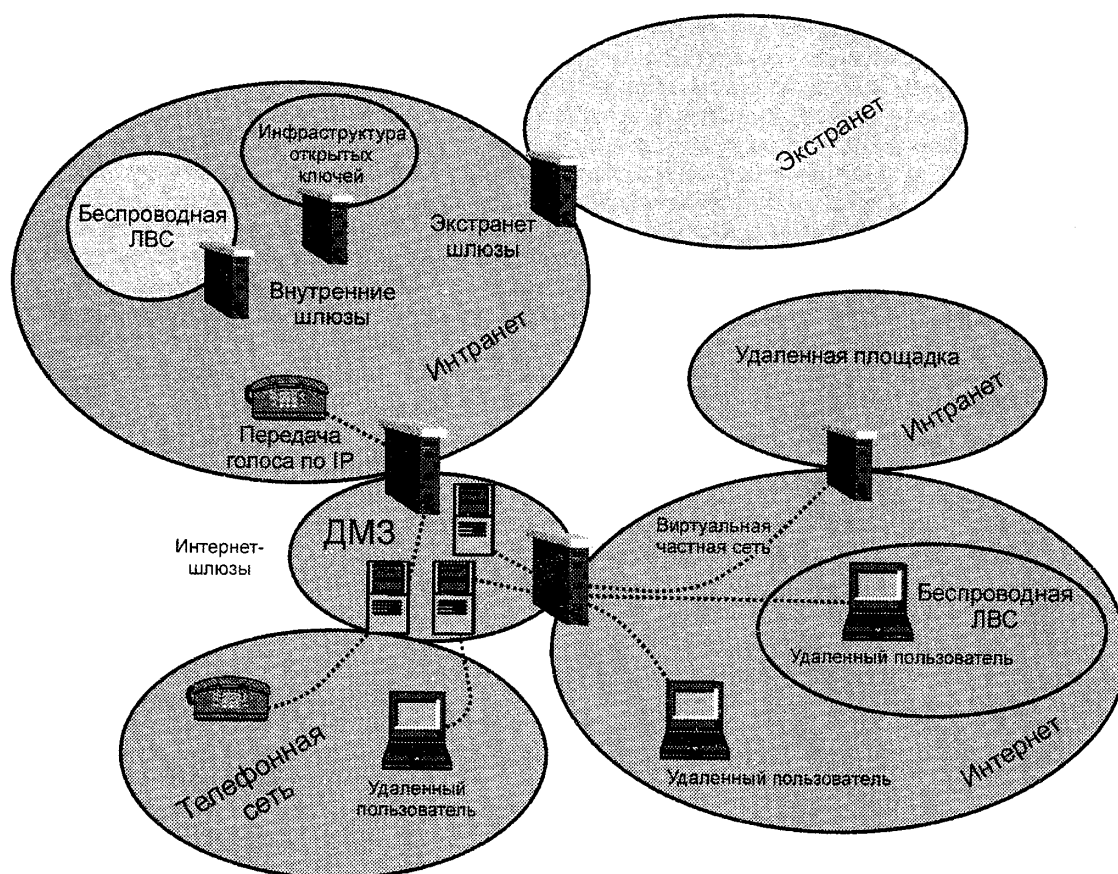 Экстранет
Инфраструктура
открытых
ключей
Беспроводная
ЛВС
Экстранет
шлюзы
Внутренние
шлюзы
Интранет
Передача
голоса по IP
Удаленная площадка
Интранет
ДМЗ
Интернет-
шлюзы
Виртуальная
частная сеть
Беспроводная
ЛВС
Удаленный пользователь
Удаленный пользователь
Интернет
Телефонная
сеть
Удаленный
пользователь